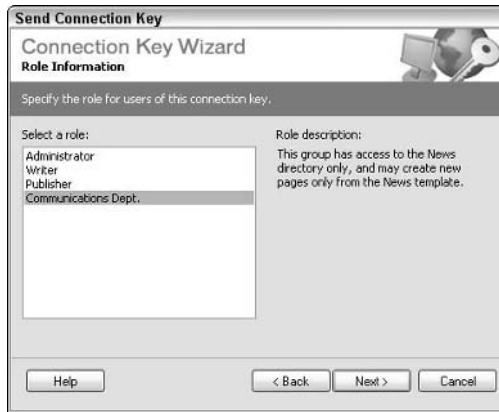 Send Connection Key
Connection Key Wizard
Role Information
Specify the role for users of this connection key.
Select a role:
Administrator
Writer
Publisher
Communications Dept.
Role description:
This group has access to the News
directory only, and may create new
pages only from the News template.
Help
< Back
Next >
Cancel